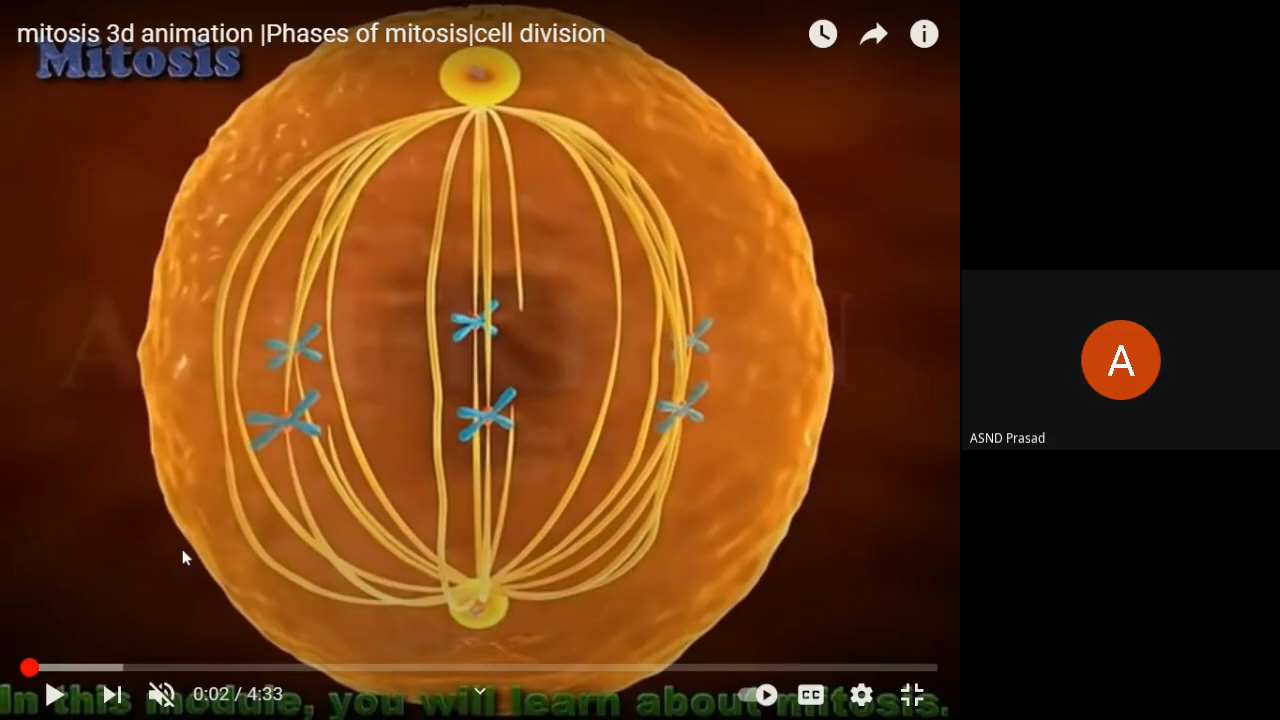 mitosis 3d animation |Phases of mitosis|cell division
Mitosis
A
ASND Prasad
0:02 / 4:33
CC
In this module, you will learn about mitosis.